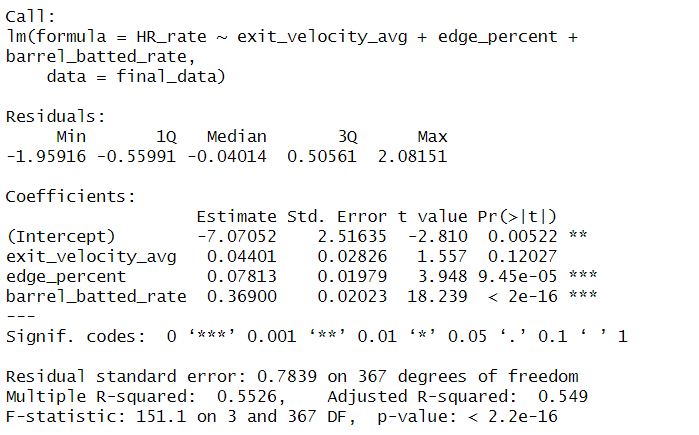 Call:
lm(formula = HR_rate ~ exit_velocity_avg + edge_percent +
barrel_batted_rate,
    data = final_data)

Residuals:
     Min       1Q   Median       3Q      Max
-1.95916 -0.55991 -0.04014  0.50561  2.08151

Coefficients:
                   Estimate Std. Error t value Pr(>|t|)
(Intercept)        -7.07052    2.51635  -2.810  0.00522 **
exit_velocity_avg   0.04401    0.02826   1.557  0.12027
edge_percent        0.07813    0.01979   3.948 9.45e-05 ***
barrel_batted_rate  0.36900    0.02023  18.239  < 2e-16 ***
---
Signif. codes:  0 ‘***’ 0.001 ‘**’ 0.01 ‘*’ 0.05 ‘.’ 0.1 ‘ ’ 1

Residual standard error: 0.7839 on 367 degrees of freedom
Multiple R-squared:  0.5526,    Adjusted R-squared:  0.549
F-statistic: 151.1 on 3 and 367 DF,  p-value: < 2.2e-16